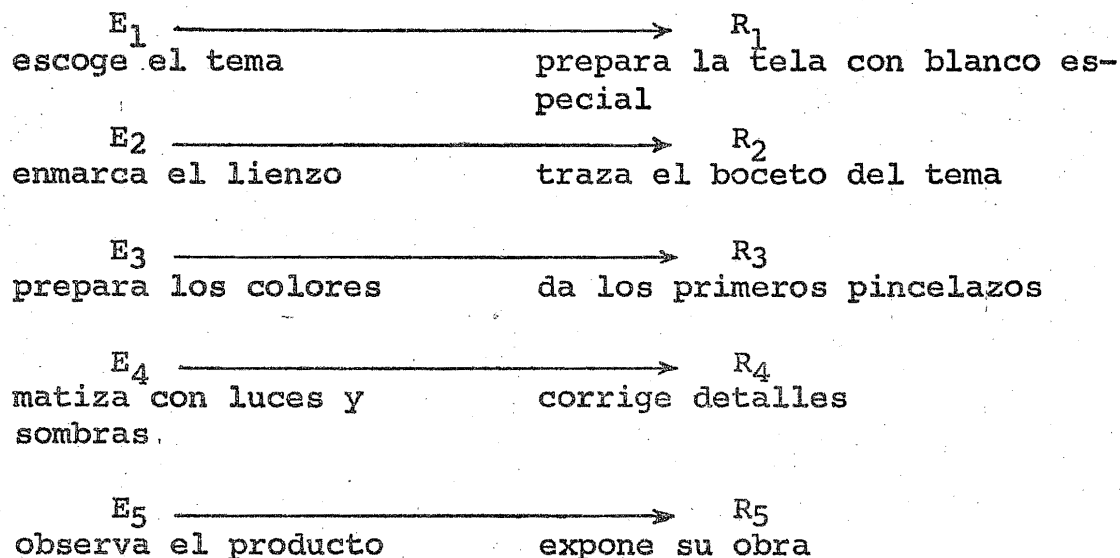 E1 → R1
escoge el tema prepara la tela con blanco es-
pecial
E2 → R2
enmarca el lienzo traza el boceto del tema
E3 → R3
prepara los colores da los primeros pincelazos
E4 → R4
matiza con luces y corrige detalles
sombras.
E5 → R5
observa el producto expone su obra